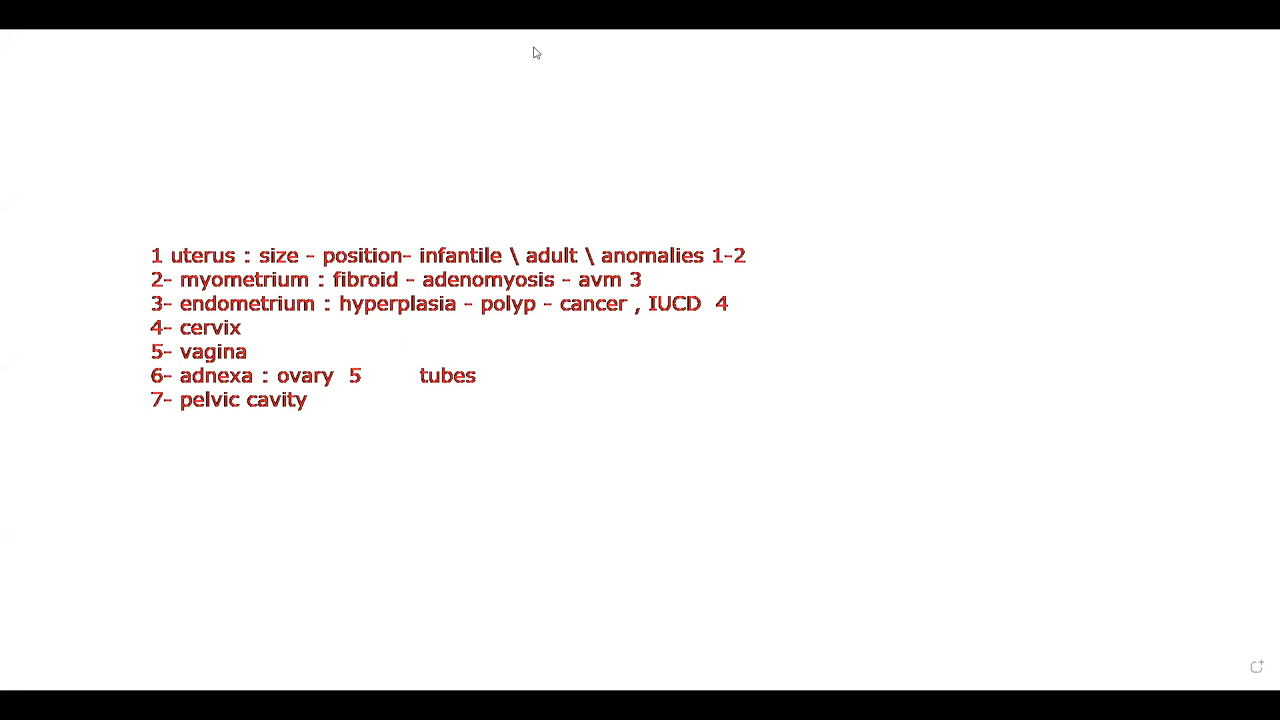 1 uterus : size - position- infantile \ adult \ anomalies 1-2
2- myometrium : fibroid - adenomyosis - avm 3
3- endometrium : hyperplasia - polyp - cancer , IUCD  4
4- cervix
5- vagina
6- adnexa : ovary  5        tubes
7- pelvic cavity